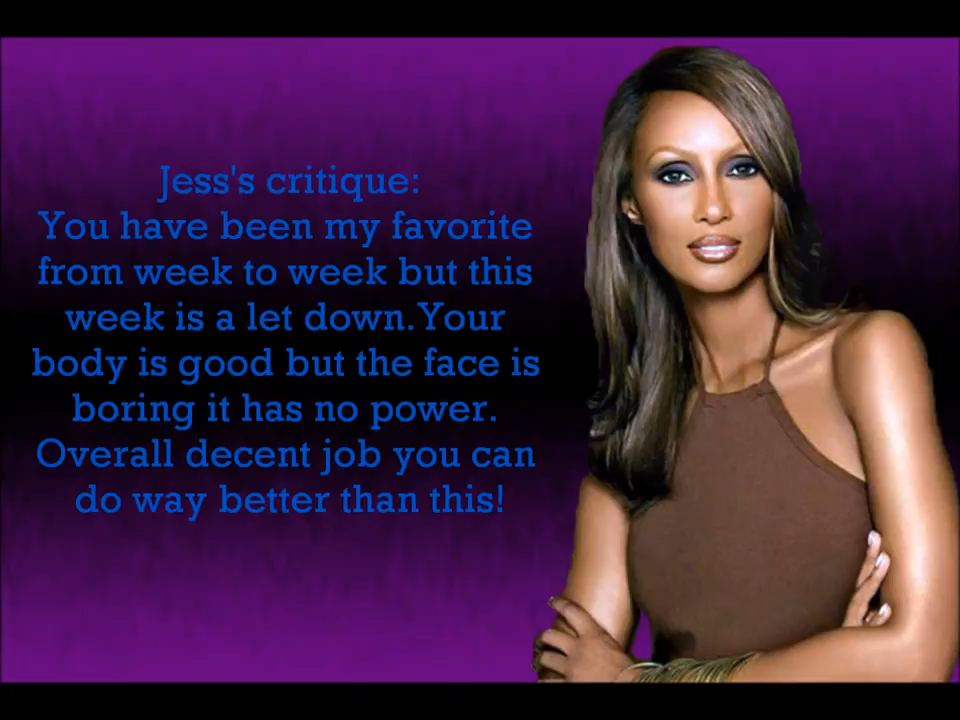 Jess's critique:
You have been my favorite
from week to week but this
week is a let down.Your
body is good but the face is
boring it has no power.
Overall decent job you can
do way better than this!